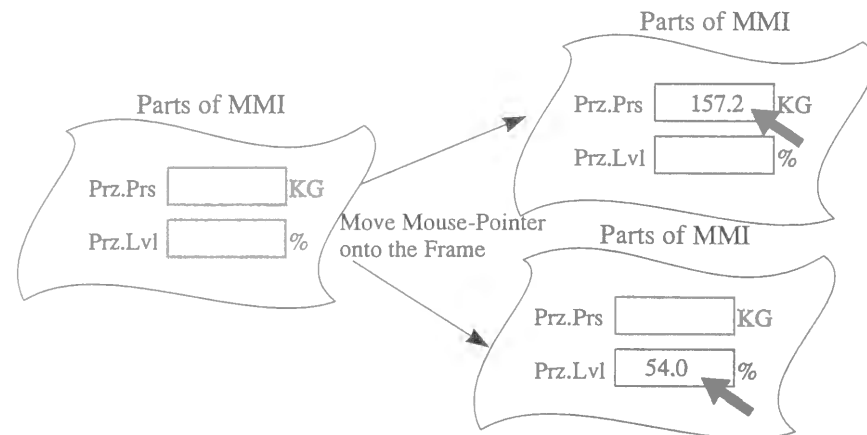 Parts of MMI
Prz.Prs KG
Prz.Lvl %
Move Mouse-Pointer
onto the Frame
Parts of MMI
Prz.Prs 157.2 KG
Prz.Lvl %
Parts of MMI
Prz.Prs KG
Prz.Lvl 54.0 %